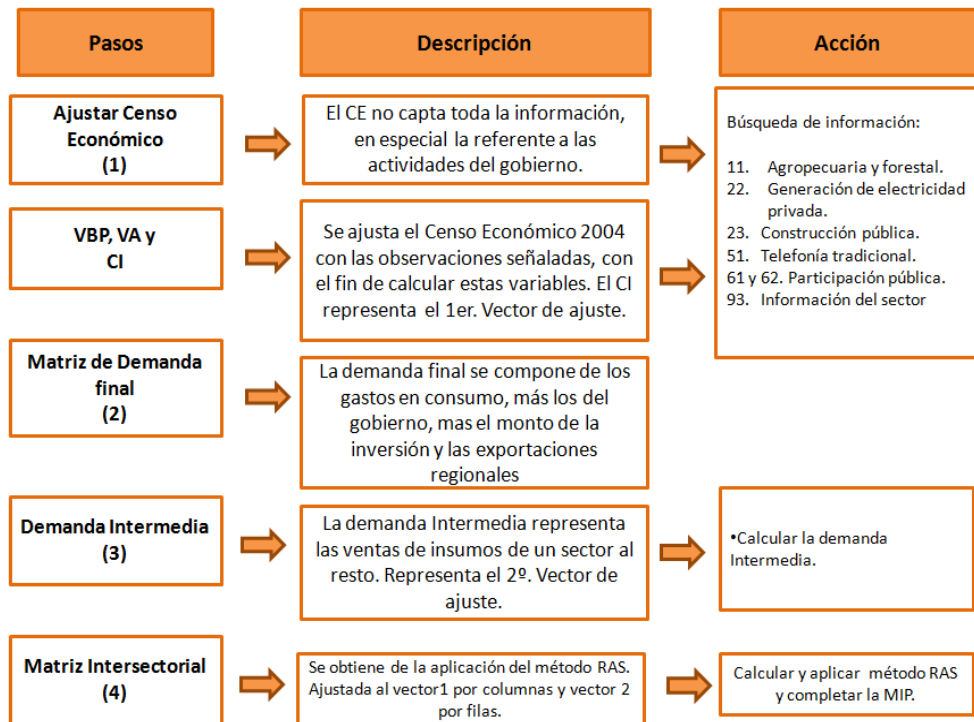 Pasos
Descripción
Acción
Ajustar Censo
Económico
(1)
El CE no capta toda la información,
en especial la referente a las
actividades del gobierno.
Búsqueda de información:
11. Agropecuaria y forestal.
22. Generación de electricidad
privada.
23. Construcción pública.
51. Telefonía tradicional.
61 y 62. Participación pública.
93. Información del sector
VBP, VA y
CI
Se ajusta el Censo Económico 2004
con las observaciones señaladas, con
el fin de calcular estas variables. El CI
representa el 1er. Vector de ajuste.
Matriz de Demanda
final
(2)
La demanda final se compone de los
gastos en consumo, más los del
gobierno, mas el monto de la
inversión y las exportaciones
regionales
Demanda Intermedia
(3)
La demanda Intermedia representa
las ventas de insumos de un sector al
resto. Representa el 2º. Vector de
ajuste.
•Calcular la demanda
Intermedia.
Matriz Intersectorial
(4)
Se obtiene de la aplicación del método RAS.
Ajustada al vector1 por columnas y vector 2
por filas.
Calcular y aplicar método RAS
y completar la MIP.